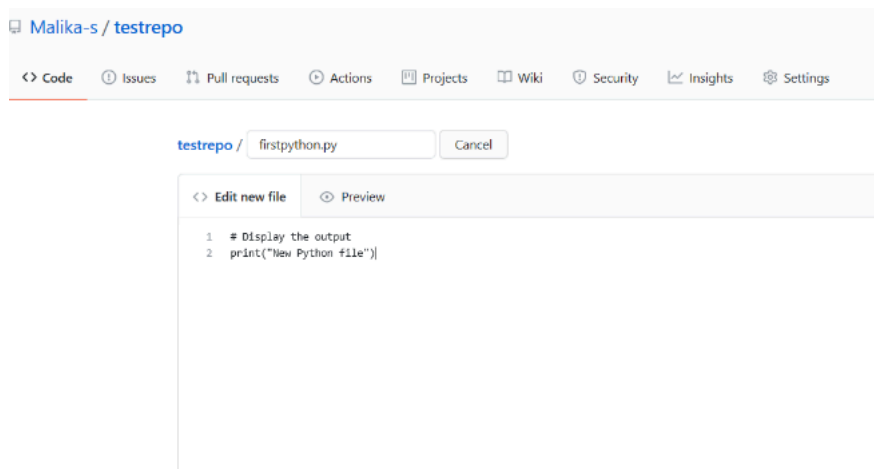 Malika-s / testrepo
<> Code Issues Pull requests Actions Projects Wiki Security Insights Settings
testrepo / firstpython.py Cancel
<> Edit new file Preview
1 # Display the output
2 print("New Python file")